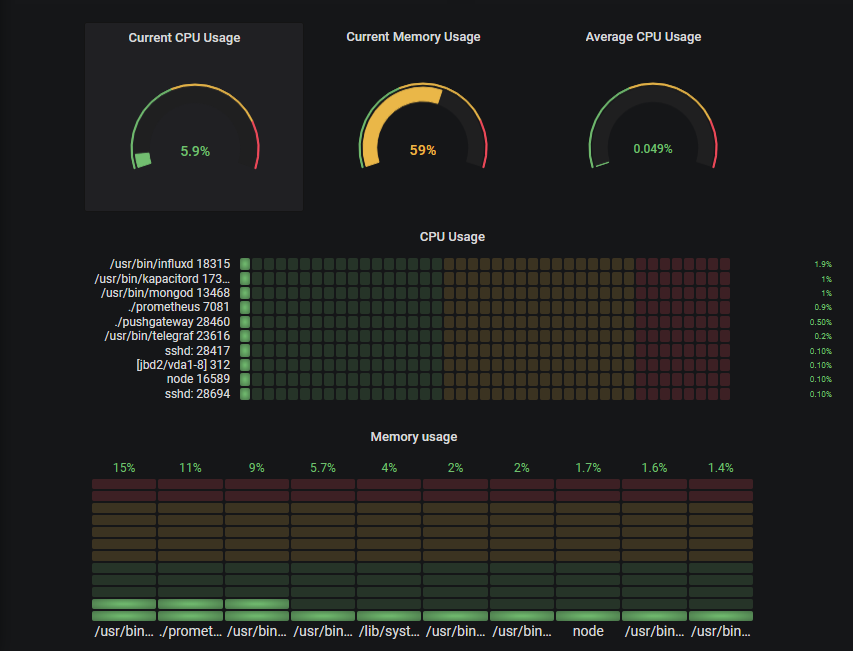 Current CPU Usage
Current Memory Usage
Average CPU Usage
5.9%
59%
0.049%
CPU Usage
/usr/bin/influxd 18315 1.9%
/usr/bin/kapacitord 173... 1%
/usr/bin/mongod 13468 1%
./prometheus 7081 0.9%
./pushgateway 28460 0.50%
/usr/bin/telegraf 23616 0.2%
sshd: 28417 0.10%
[jbd2/vda1-8] 312 0.10%
node 16589 0.10%
sshd: 28694 0.10%
Memory usage
15% 11% 9% 5.7% 4% 2% 2% 1.7% 1.6% 1.4%
/usr/bin... ./promet... /usr/bin... /usr/bin... /lib/syst... /usr/bin... /usr/bin... node /usr/bin... /usr/bin...